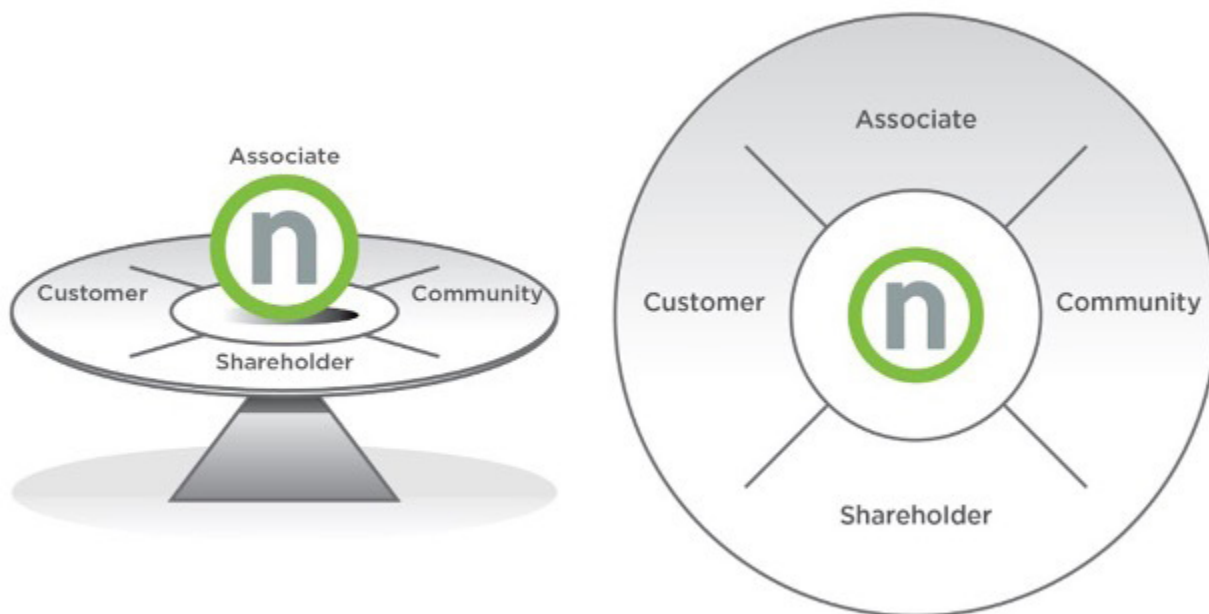 Associate
n
Customer
Community
Shareholder
Associate
n
Customer
Community
Shareholder